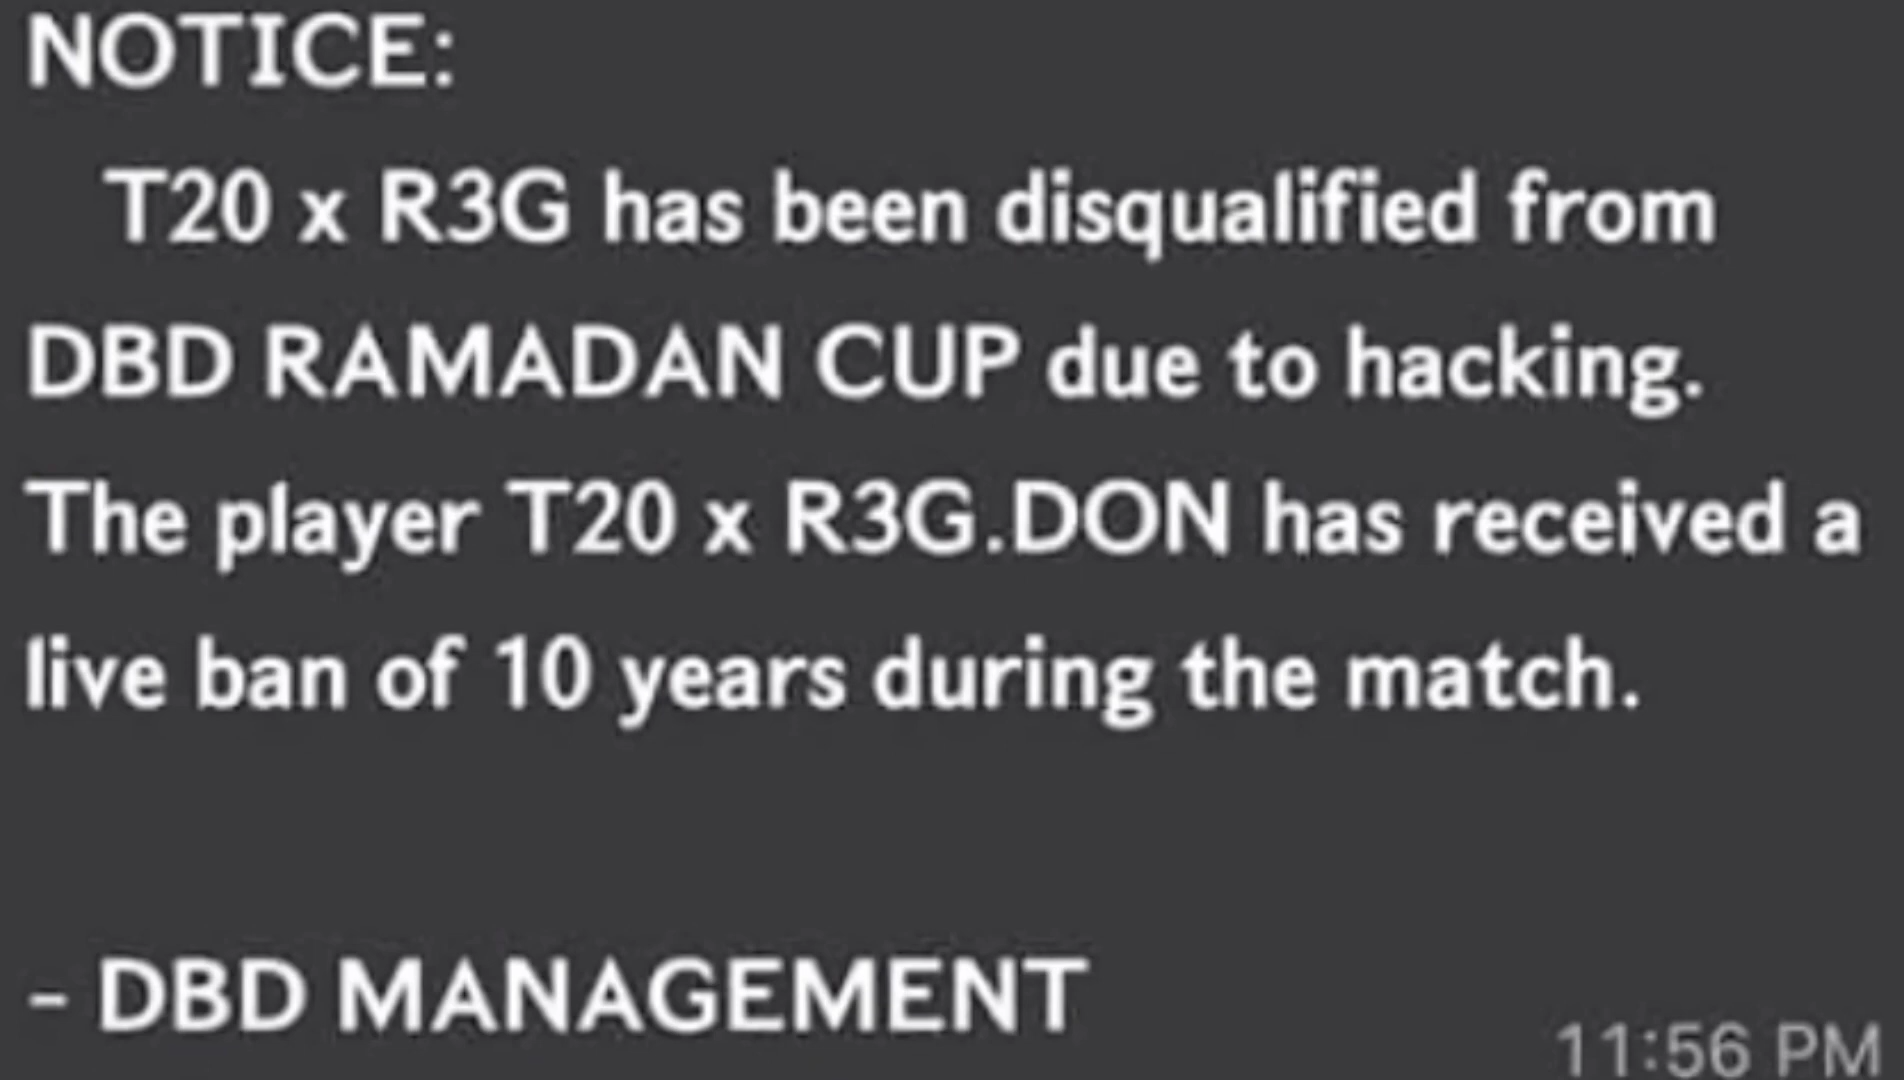 NOTICE:
T20 x R3G has been disqualified from
DBD RAMADAN CUP due to hacking.
The player T20 x R3G.DON has received a
live ban of 10 years during the match.
- DBD MANAGEMENT
11:56 PM